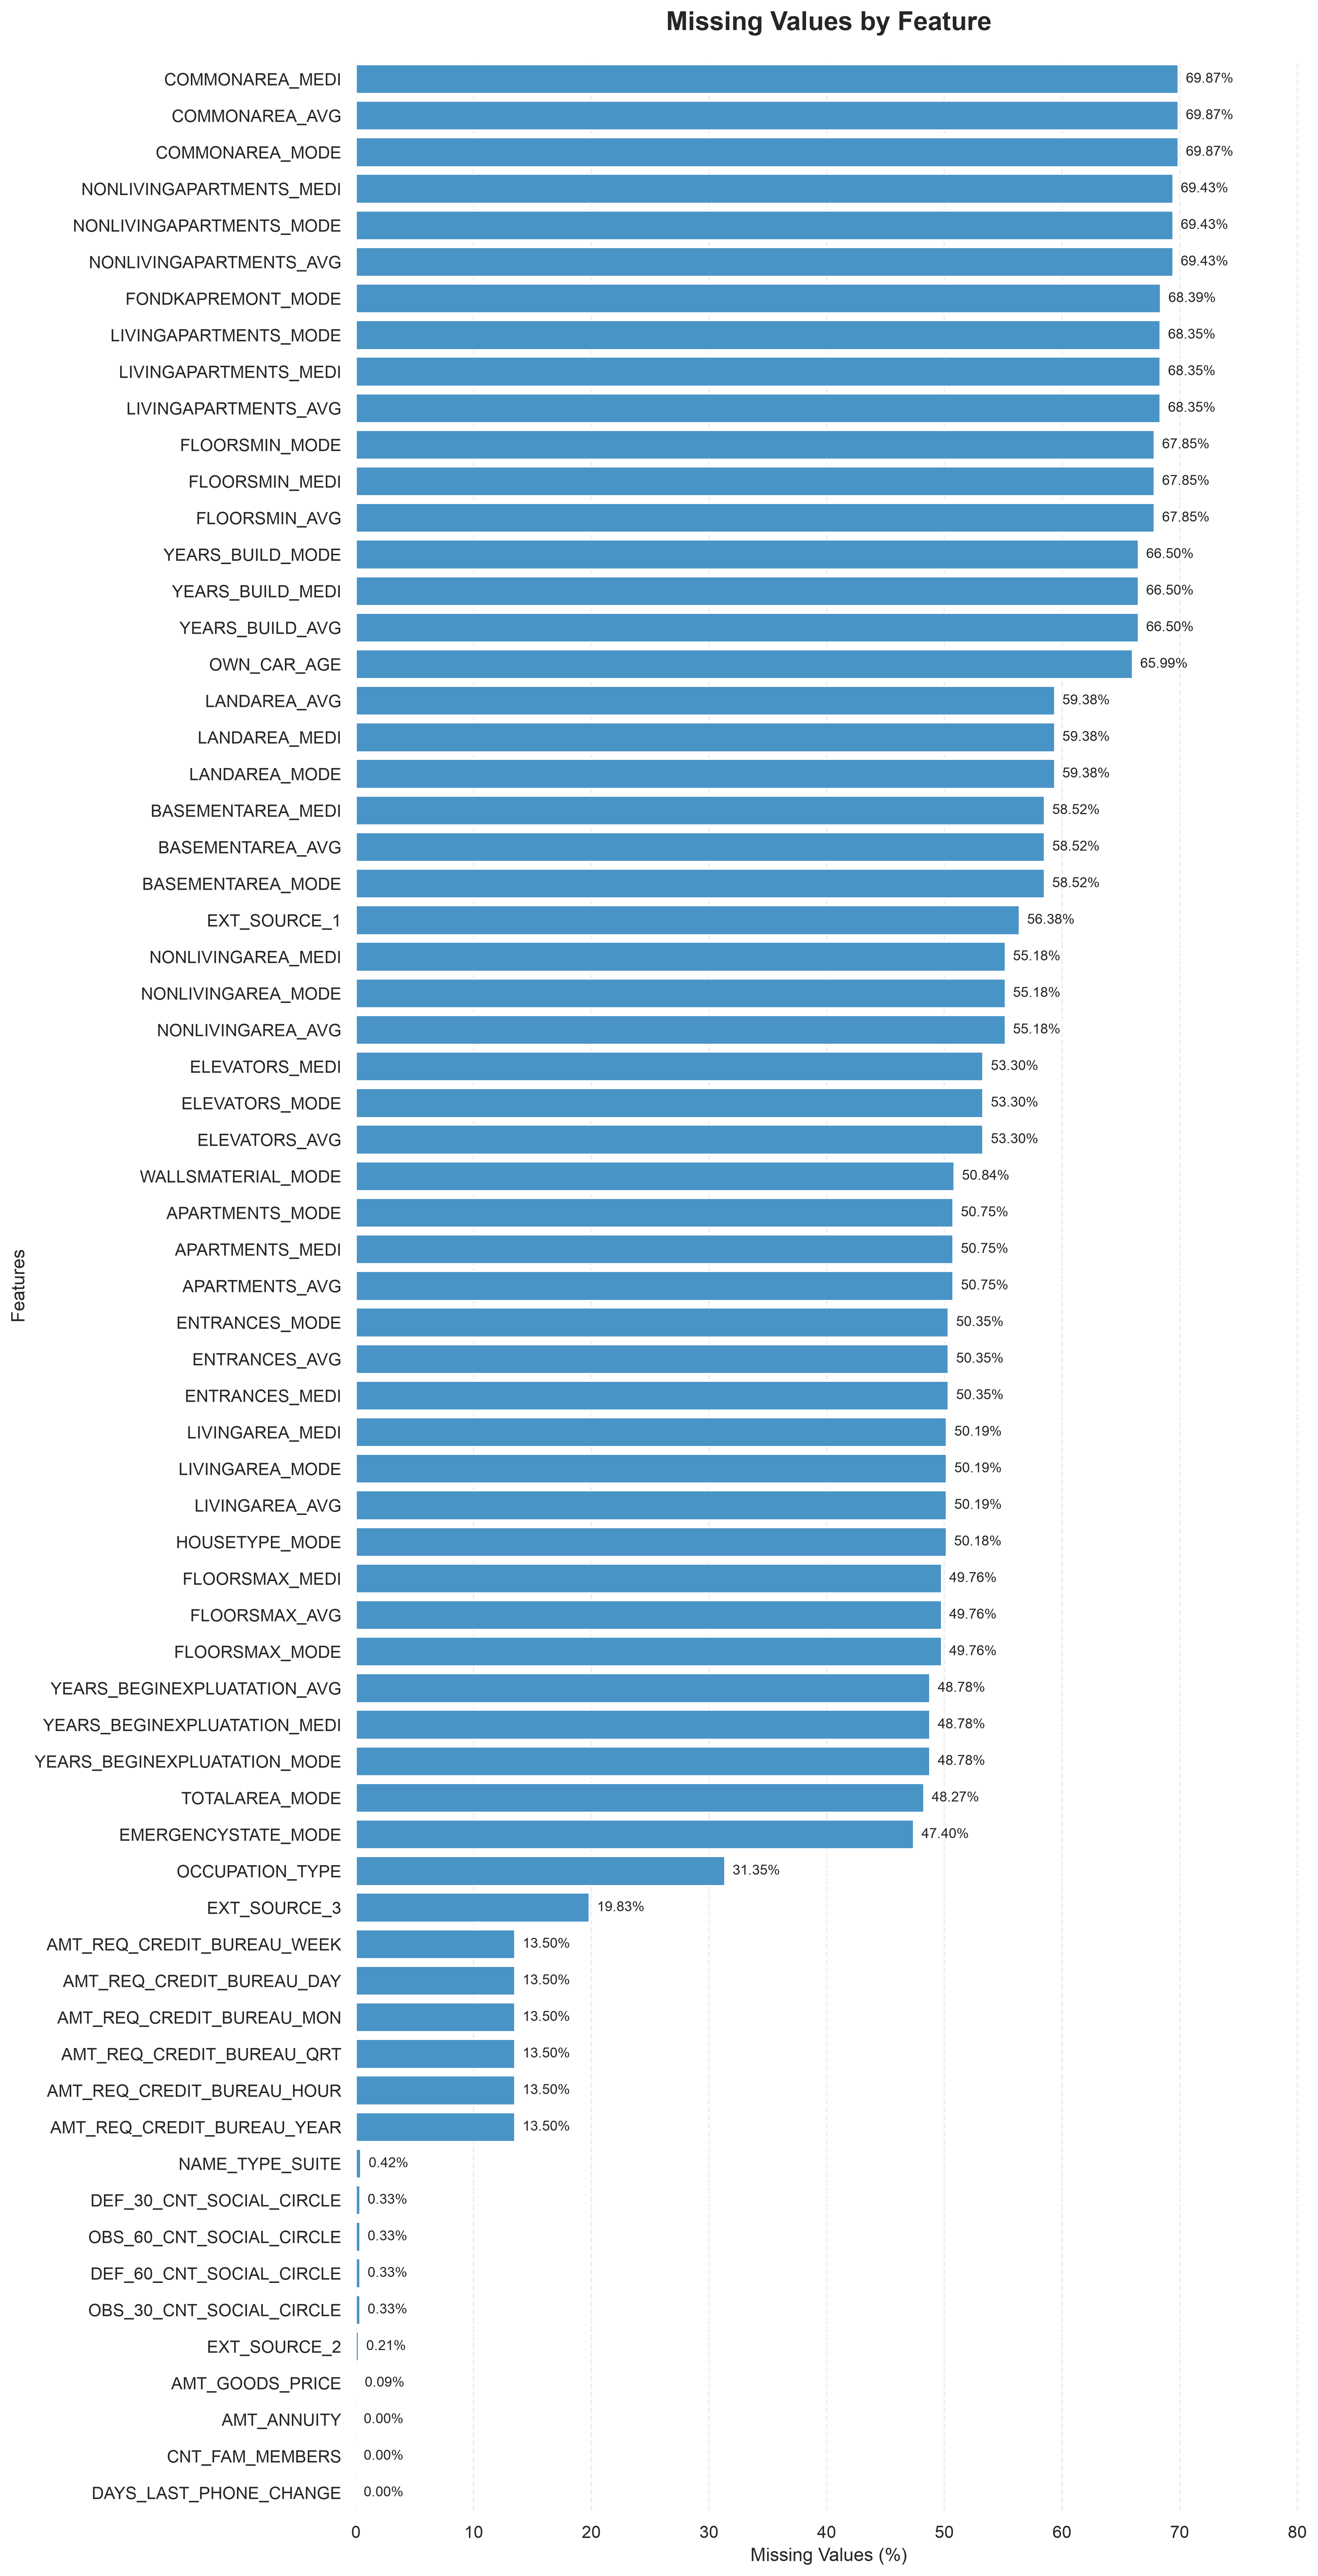 Missing Values by Feature
COMMONAREA_MEDI 69.87%
COMMONAREA_AVG 69.87%
COMMONAREA_MODE 69.87%
NONLIVINGAPARTMENTS_MEDI 69.43%
NONLIVINGAPARTMENTS_MODE 69.43%
NONLIVINGAPARTMENTS_AVG 69.43%
FONDKAPREMONT_MODE 68.39%
LIVINGAPARTMENTS_MODE 68.35%
LIVINGAPARTMENTS_MEDI 68.35%
LIVINGAPARTMENTS_AVG 68.35%
FLOORSMIN_MODE 67.85%
FLOORSMIN_MEDI 67.85%
FLOORSMIN_AVG 67.85%
YEARS_BUILD_MODE 66.50%
YEARS_BUILD_MEDI 66.50%
YEARS_BUILD_AVG 66.50%
OWN_CAR_AGE 65.99%
LANDAREA_AVG 59.38%
LANDAREA_MEDI 59.38%
LANDAREA_MODE 59.38%
BASEMENTAREA_MEDI 58.52%
BASEMENTAREA_AVG 58.52%
BASEMENTAREA_MODE 58.52%
EXT_SOURCE_1 56.38%
NONLIVINGAREA_MEDI 55.18%
NONLIVINGAREA_MODE 55.18%
NONLIVINGAREA_AVG 55.18%
ELEVATORS_MEDI 53.30%
ELEVATORS_MODE 53.30%
ELEVATORS_AVG 53.30%
WALLSMATERIAL_MODE 50.84%
APARTMENTS_MODE 50.75%
APARTMENTS_MEDI 50.75%
APARTMENTS_AVG 50.75%
ENTRANCES_MODE 50.35%
ENTRANCES_AVG 50.35%
ENTRANCES_MEDI 50.35%
LIVINGAREA_MEDI 50.19%
LIVINGAREA_MODE 50.19%
LIVINGAREA_AVG 50.19%
HOUSETYPE_MODE 50.18%
FLOORSMAX_MEDI 49.76%
FLOORSMAX_AVG 49.76%
FLOORSMAX_MODE 49.76%
YEARS_BEGINEXPLUATATION_AVG 48.78%
YEARS_BEGINEXPLUATATION_MEDI 48.78%
YEARS_BEGINEXPLUATATION_MODE 48.78%
TOTALAREA_MODE 48.27%
EMERGENCYSTATE_MODE 47.40%
OCCUPATION_TYPE 31.35%
EXT_SOURCE_3 19.83%
AMT_REQ_CREDIT_BUREAU_WEEK 13.50%
AMT_REQ_CREDIT_BUREAU_DAY 13.50%
AMT_REQ_CREDIT_BUREAU_MON 13.50%
AMT_REQ_CREDIT_BUREAU_QRT 13.50%
AMT_REQ_CREDIT_BUREAU_HOUR 13.50%
AMT_REQ_CREDIT_BUREAU_YEAR 13.50%
NAME_TYPE_SUITE 0.42%
DEF_30_CNT_SOCIAL_CIRCLE 0.33%
OBS_60_CNT_SOCIAL_CIRCLE 0.33%
DEF_60_CNT_SOCIAL_CIRCLE 0.33%
OBS_30_CNT_SOCIAL_CIRCLE 0.33%
EXT_SOURCE_2 0.21%
AMT_GOODS_PRICE 0.09%
AMT_ANNUITY 0.00%
CNT_FAM_MEMBERS 0.00%
DAYS_LAST_PHONE_CHANGE 0.00%
Features
0 10 20 30 40 50 60 70 80
Missing Values (%)